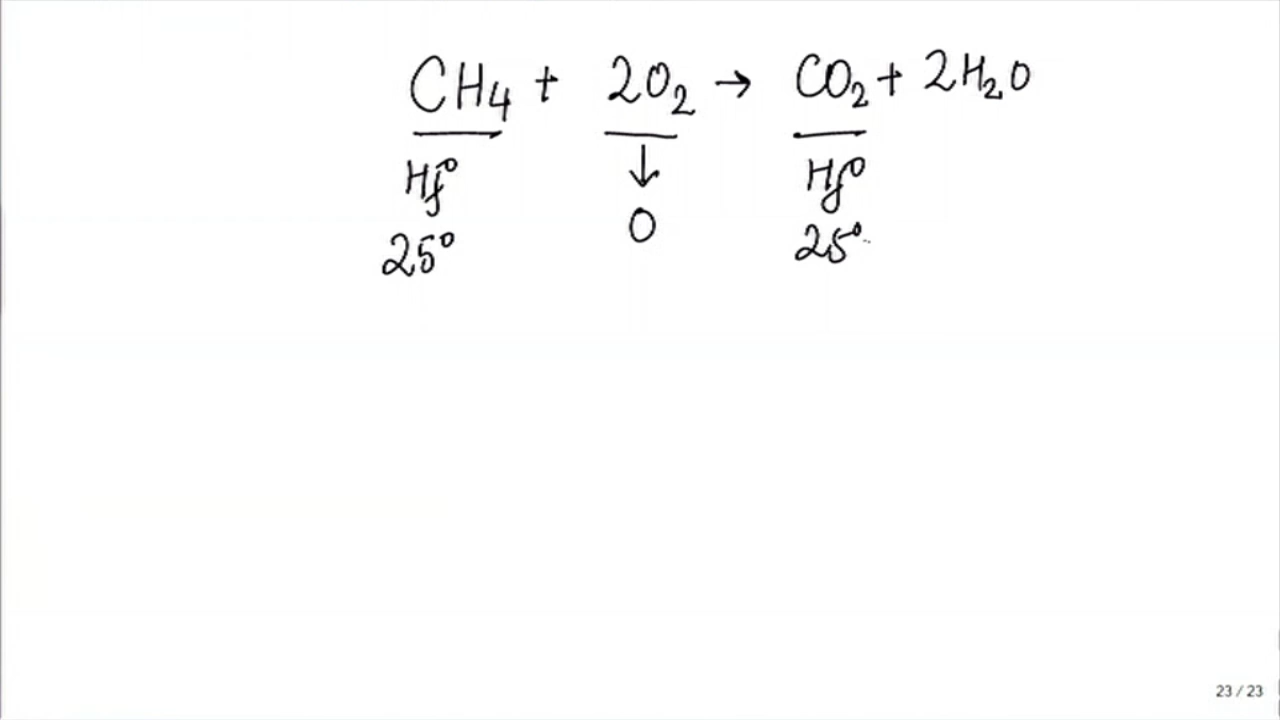 CH4 + 2O2 → CO2 + 2H2O
Hf° ↓ Hf°
25° 0 25°
23 / 23